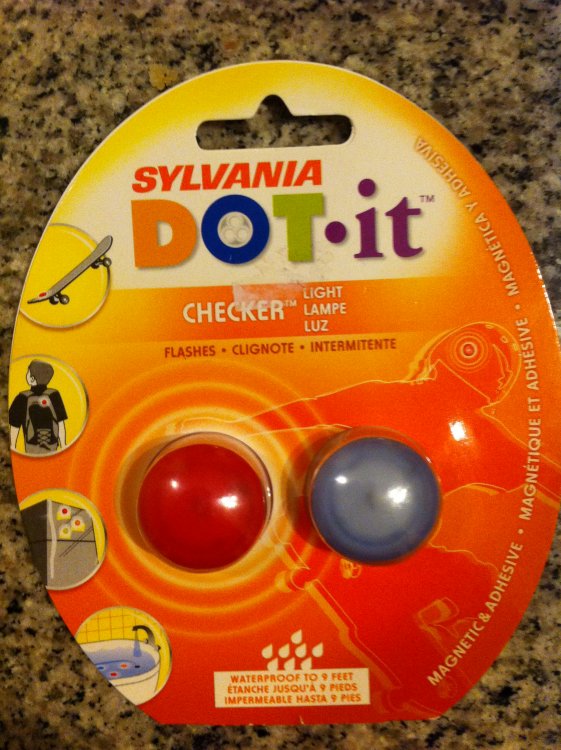 SYLVANIA
DOT·it™
CHECKER™
LIGHT
LAMPE
LUZ
FLASHES • CLIGNOTE • INTERMITENTE
MAGNETIC & ADHESIVE • MAGNÉTIQUE ET ADHÉSIVE • MAGNÉTICA Y ADHESIVA
WATERPROOF TO 9 FEET
ÉTANCHE JUSQU'À 9 PIEDS
IMPERMEABLE HASTA 9 PIES